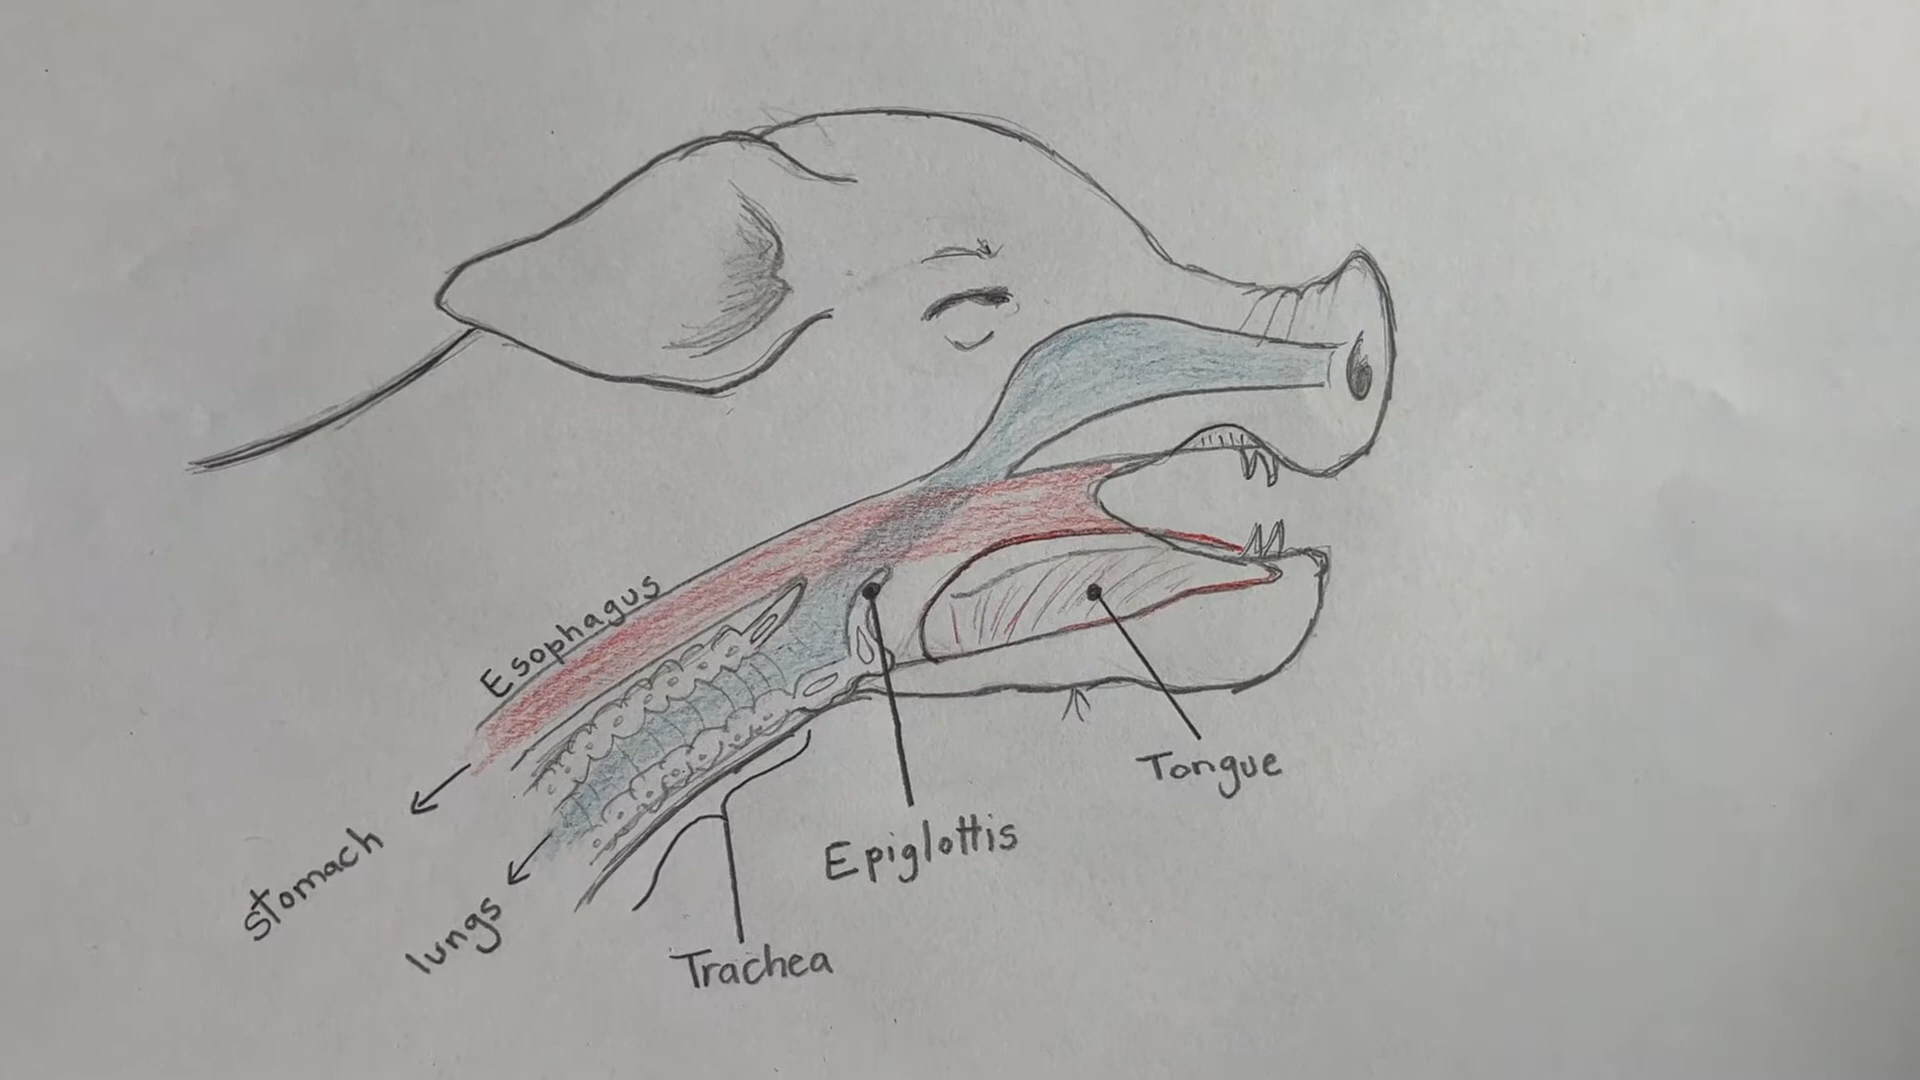 Esophagus
Tongue
Epiglottis
stomach
lungs
Trachea